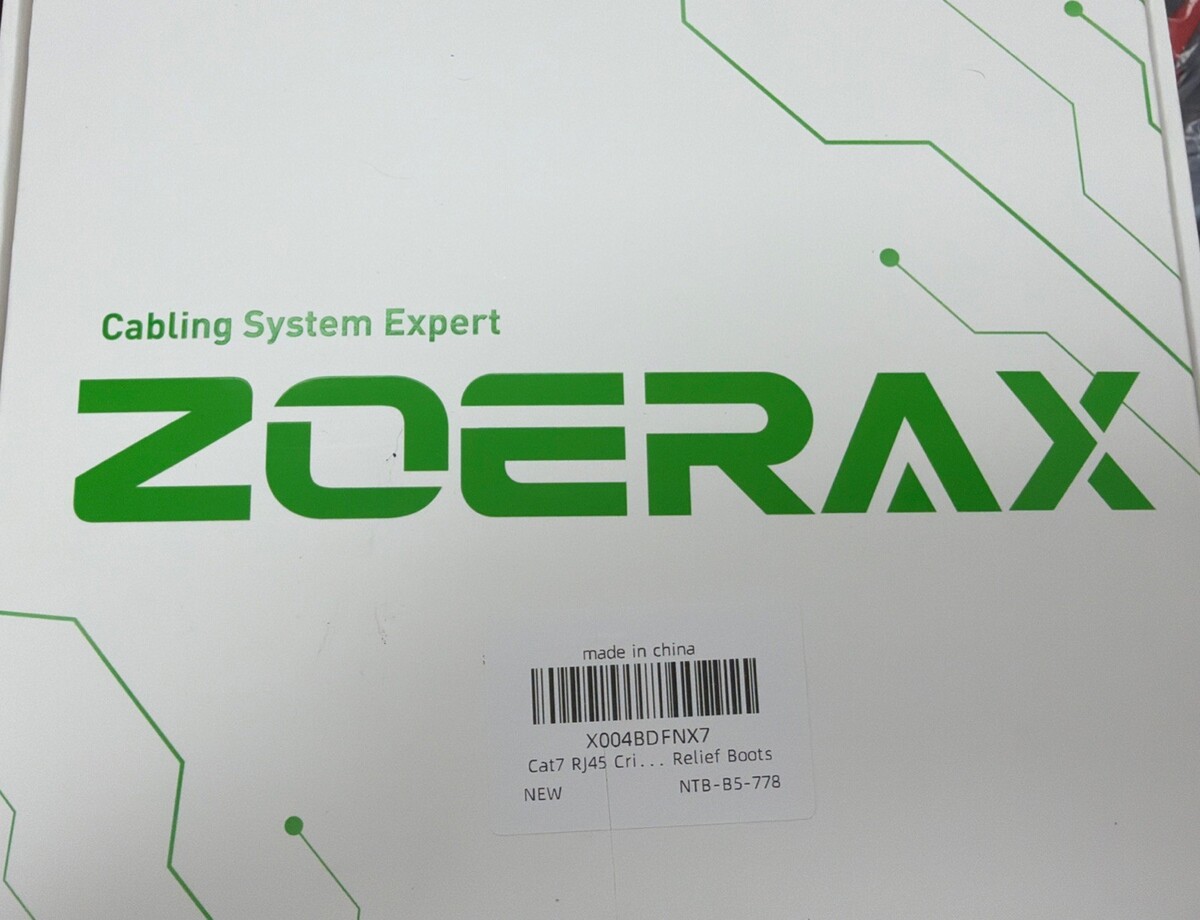 Cabling System Expert
ZOERAX
made in china
X004BDFNX7
Cat7 RJ45 Cri... Relief Boots
NEW NTB-B5-778